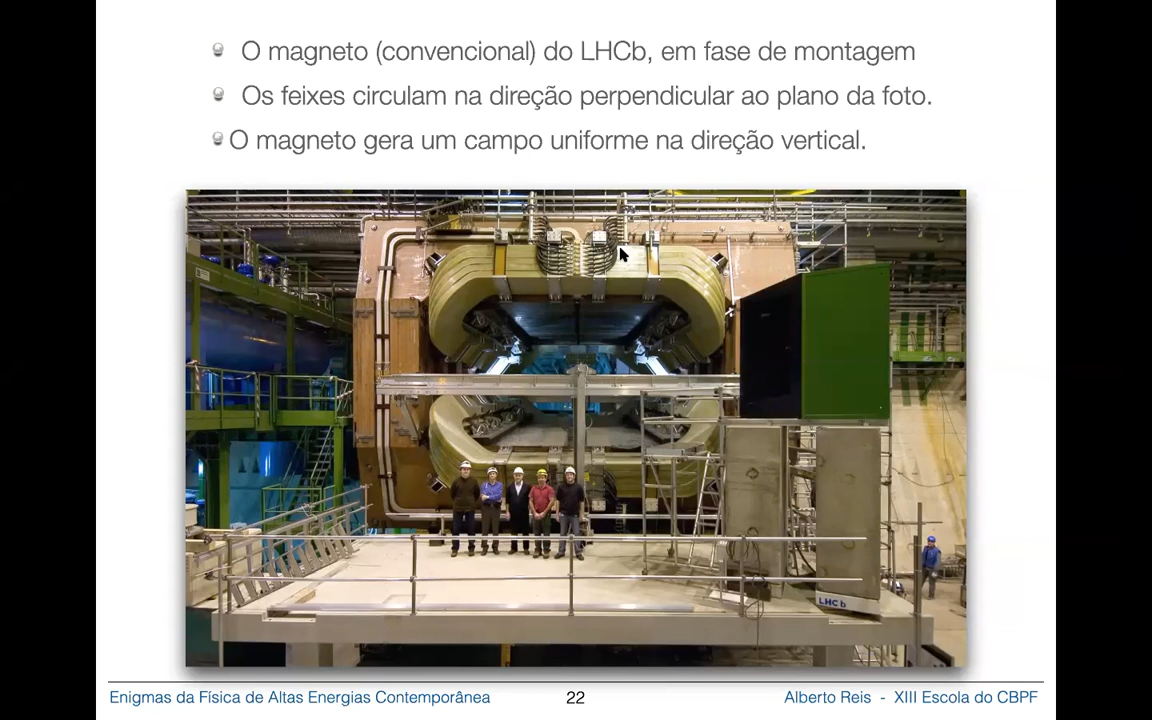 O magneto (convencional) do LHCb, em fase de montagem
Os feixes circulam na direção perpendicular ao plano da foto.
O magneto gera um campo uniforme na direção vertical.
LHCb
Enigmas da Física de Altas Energias Contemporânea
22
Alberto Reis - XIII Escola do CBPF